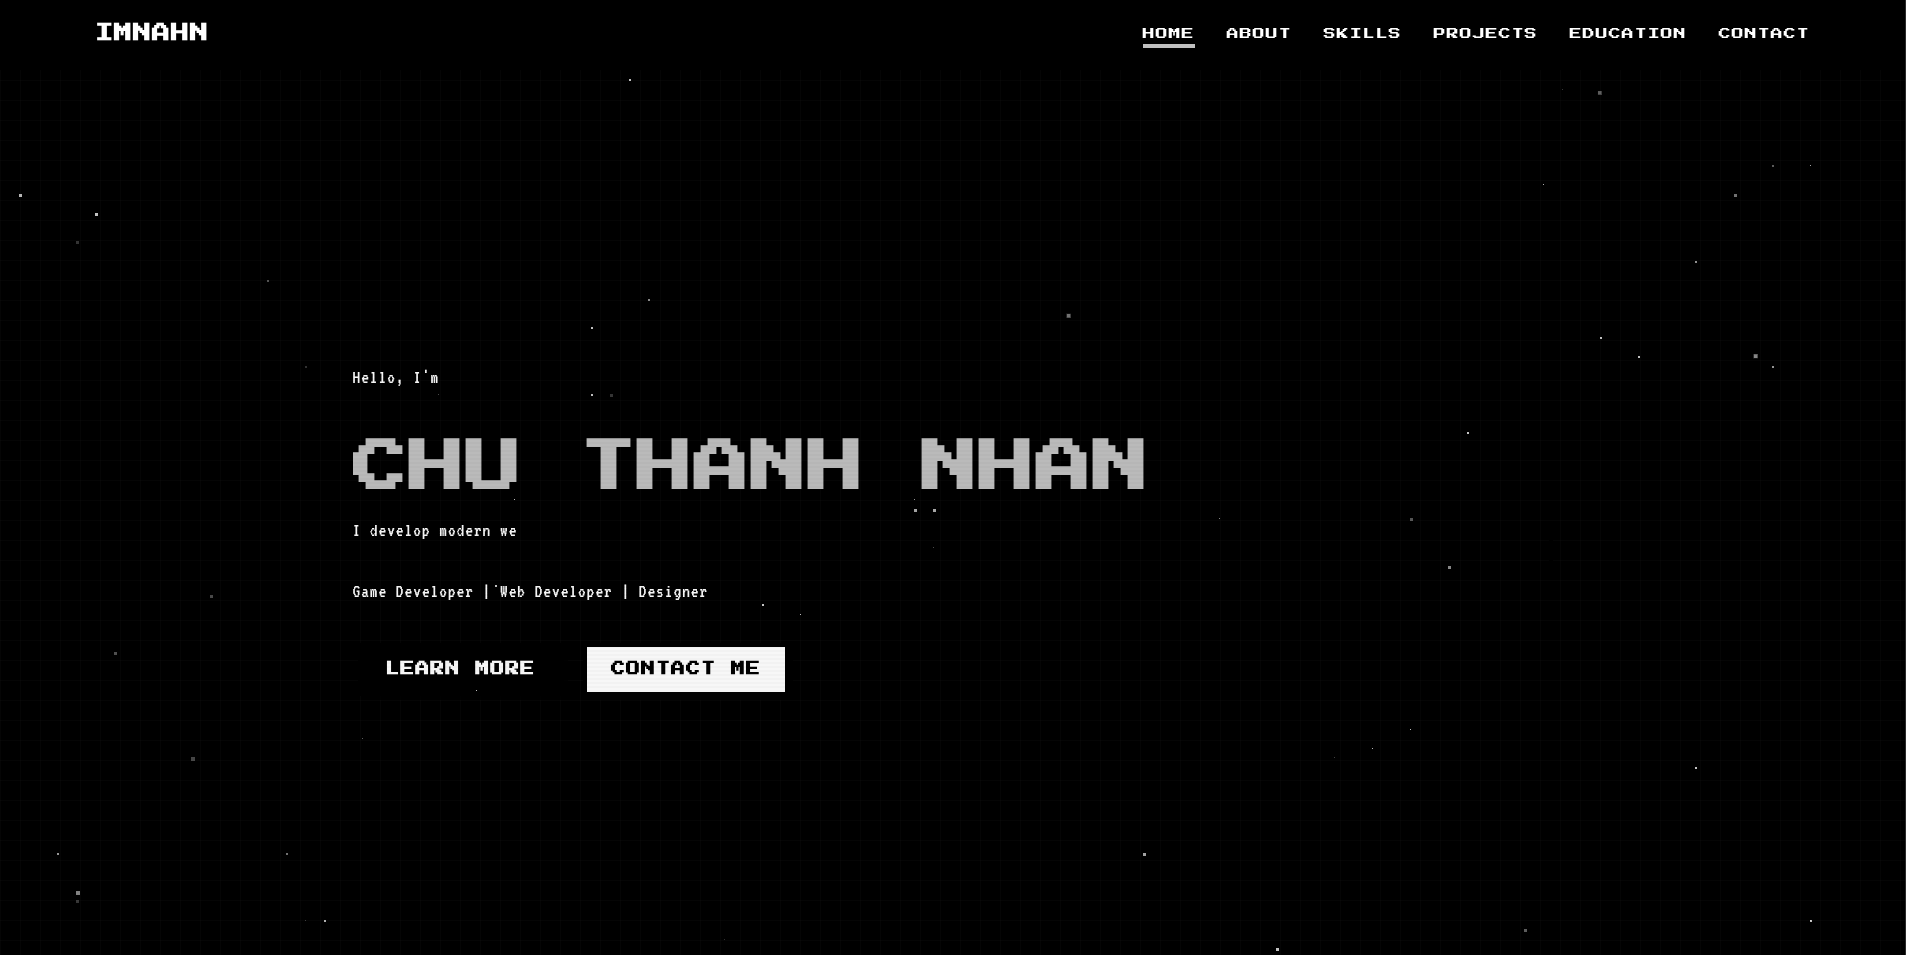 IMNAHN
HOME ABOUT SKILLS PROJECTS EDUCATION CONTACT
Hello, I'm
CHU THANH NHAN
I develop modern we
Game Developer | Web Developer | Designer
LEARN MORE CONTACT ME